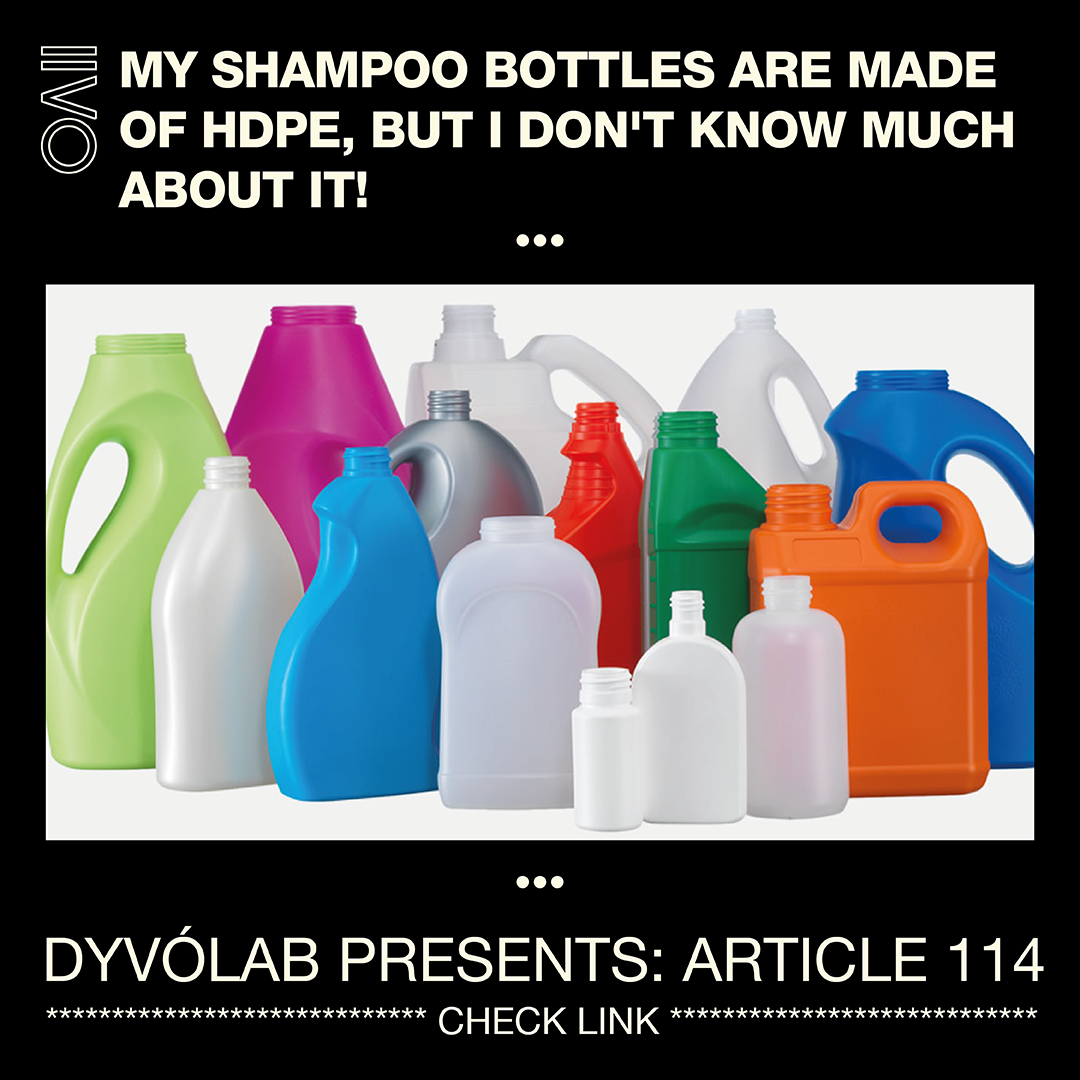 IIVO
MY SHAMPOO BOTTLES ARE MADE
OF HDPE, BUT I DON'T KNOW MUCH
ABOUT IT!
•••
•••
DYVÓLAB PRESENTS: ARTICLE 114
***************************** CHECK LINK ****************************